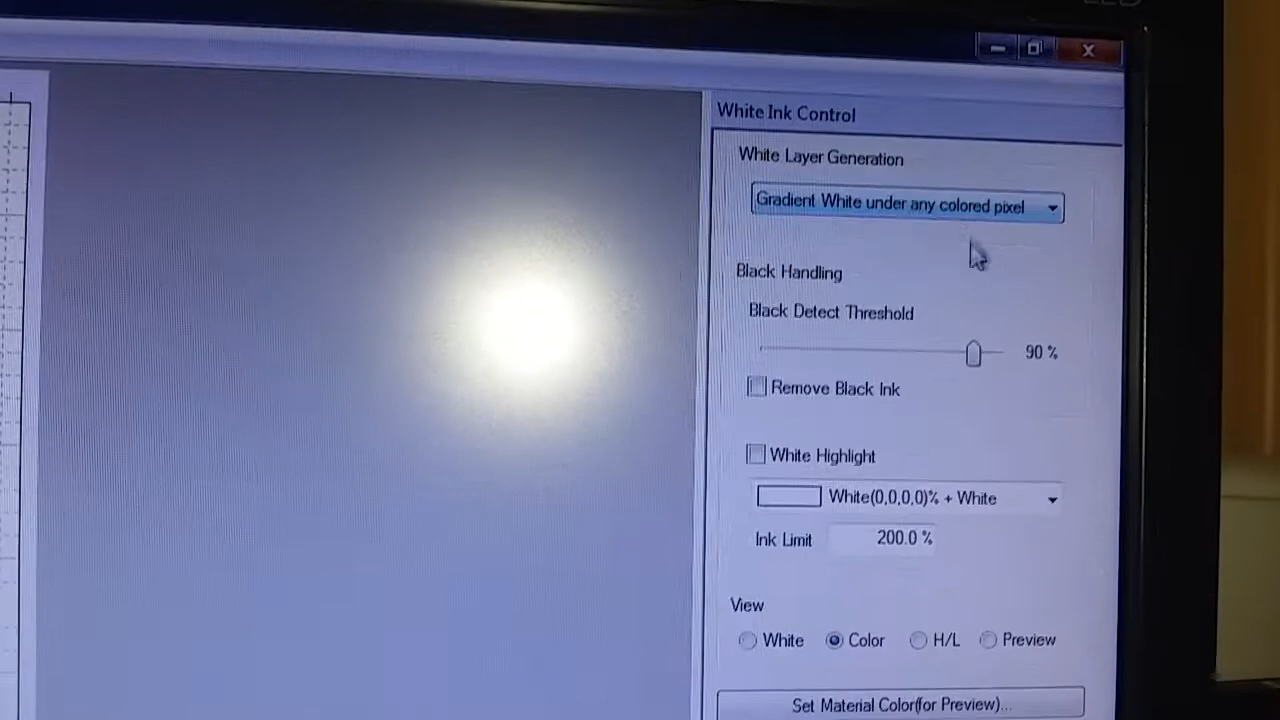 White Ink Control
White Layer Generation
Gradient White under any colored pixel
Black Handling
Black Detect Threshold
90 %
Remove Black Ink
White Highlight
White(0,0,0,0)% + White
Ink Limit 200.0 %
View
White Color H/L Preview
Set Material Color(for Preview)...